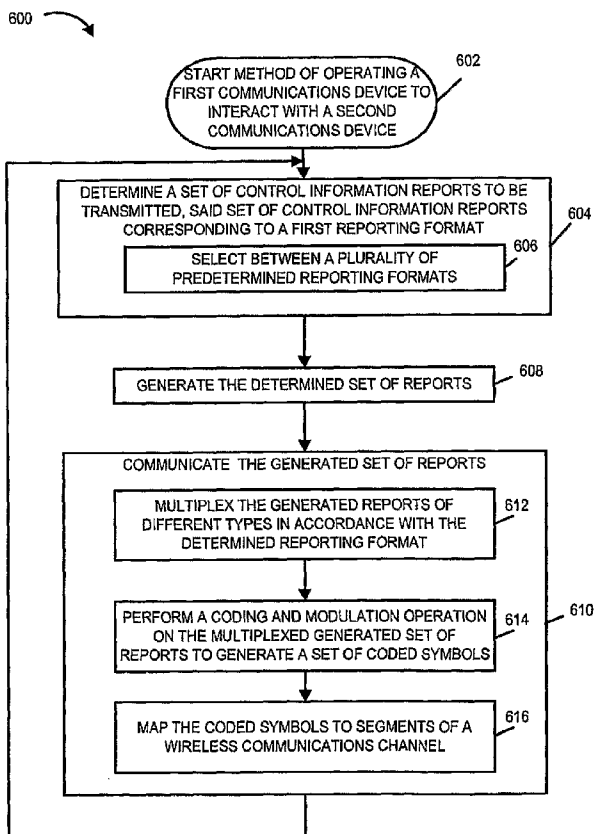 600
602
START METHOD OF OPERATING A
FIRST COMMUNICATIONS DEVICE TO
INTERACT WITH A SECOND
COMMUNICATIONS DEVICE
DETERMINE A SET OF CONTROL INFORMATION REPORTS TO BE
TRANSMITTED, SAID SET OF CONTROL INFORMATION REPORTS
CORRESPONDING TO A FIRST REPORTING FORMAT
604
606
SELECT BETWEEN A PLURALITY OF
PREDETERMINED REPORTING FORMATS
GENERATE THE DETERMINED SET OF REPORTS
608
COMMUNICATE THE GENERATED SET OF REPORTS
MULTIPLEX THE GENERATED REPORTS OF
DIFFERENT TYPES IN ACCORDANCE WITH THE
DETERMINED REPORTING FORMAT
612
PERFORM A CODING AND MODULATION OPERATION
ON THE MULTIPLEXED GENERATED SET OF
REPORTS TO GENERATE A SET OF CODED SYMBOLS
614
610
MAP THE CODED SYMBOLS TO SEGMENTS OF A
WIRELESS COMMUNICATIONS CHANNEL
616